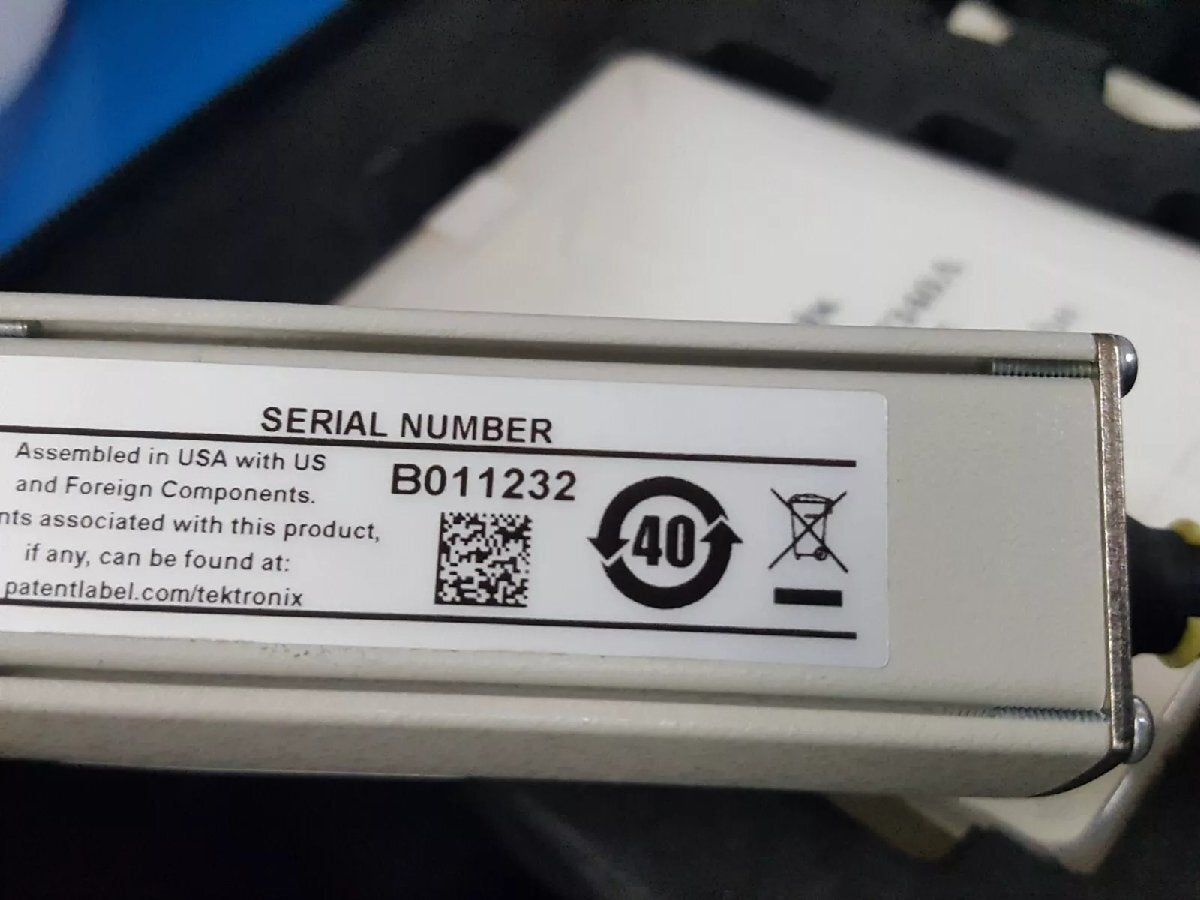 SERIAL NUMBER
Assembled in USA with US
and Foreign Components.
nts associated with this product,
if any, can be found at:
patentlabel.com/tektronix
B011232
40